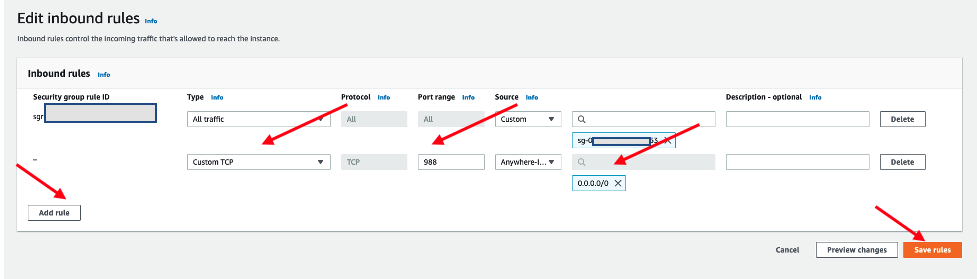 Edit inbound rules Info
Inbound rules control the incoming traffic that's allowed to reach the instance.
Inbound rules Info
Security group rule ID Type Info Protocol Info Port range Info Source Info Description - optional Info
sgr All traffic All All Custom Delete
sg-0 63 X
– Custom TCP TCP 988 Anywhere-I... Delete
0.0.0.0/0 X
Add rule
Cancel Preview changes Save rules